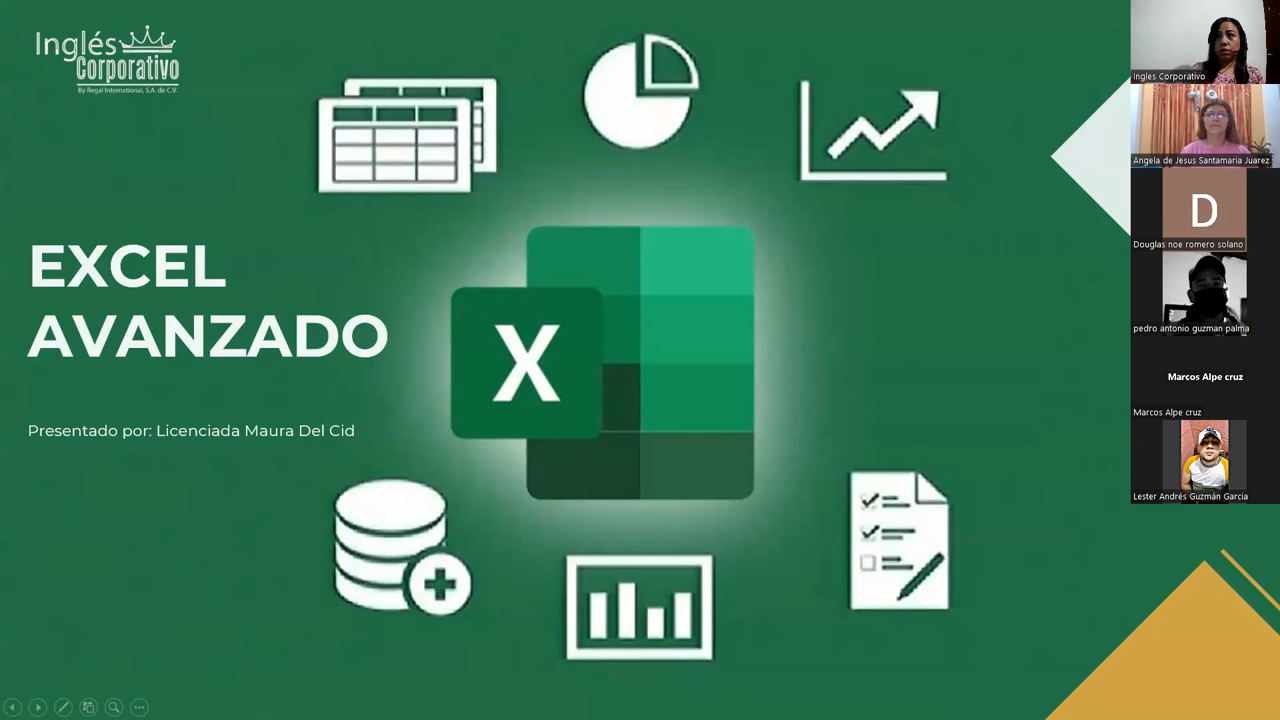 Inglés
Corporativo
By Regal International, S.A. de C.V.
EXCEL
AVANZADO
Presentado por: Licenciada Maura Del Cid
X
Ingles Corporativo
Angela de Jesus Santamaria Juarez
D
Douglas noe romero solano
pedro antonio guzman palma
Marcos Alpe cruz
Marcos Alpe cruz
Lester Andrés Guzmán Garcia